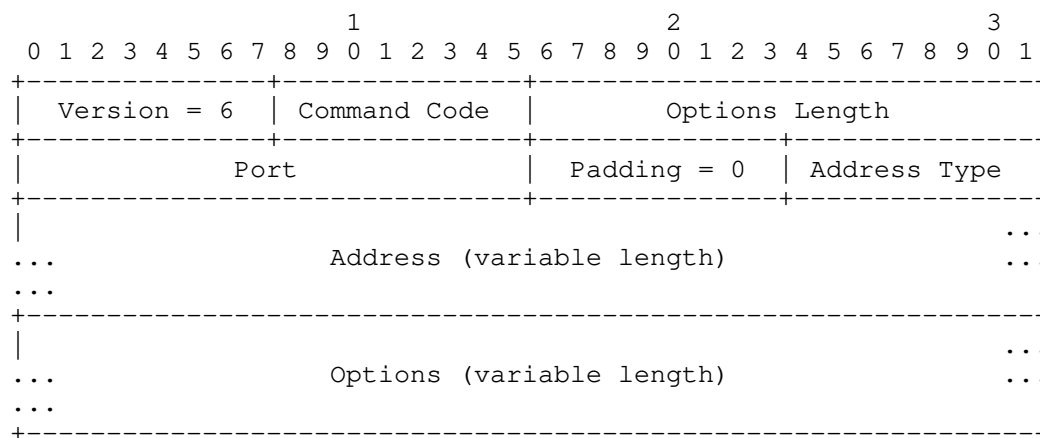 1 2 3
0 1 2 3 4 5 6 7 8 9 0 1 2 3 4 5 6 7 8 9 0 1 2 3 4 5 6 7 8 9 0 1
+---------------+---------------+-------------------------------
| Version = 6 | Command Code | Options Length
+---------------+---------------+---------------+---------------
| Port | Padding = 0 | Address Type
+-------------------------------+---------------+---------------
| ...
... Address (variable length) ...
...
+---------------------------------------------------------------
| ...
... Options (variable length) ...
...
+---------------------------------------------------------------